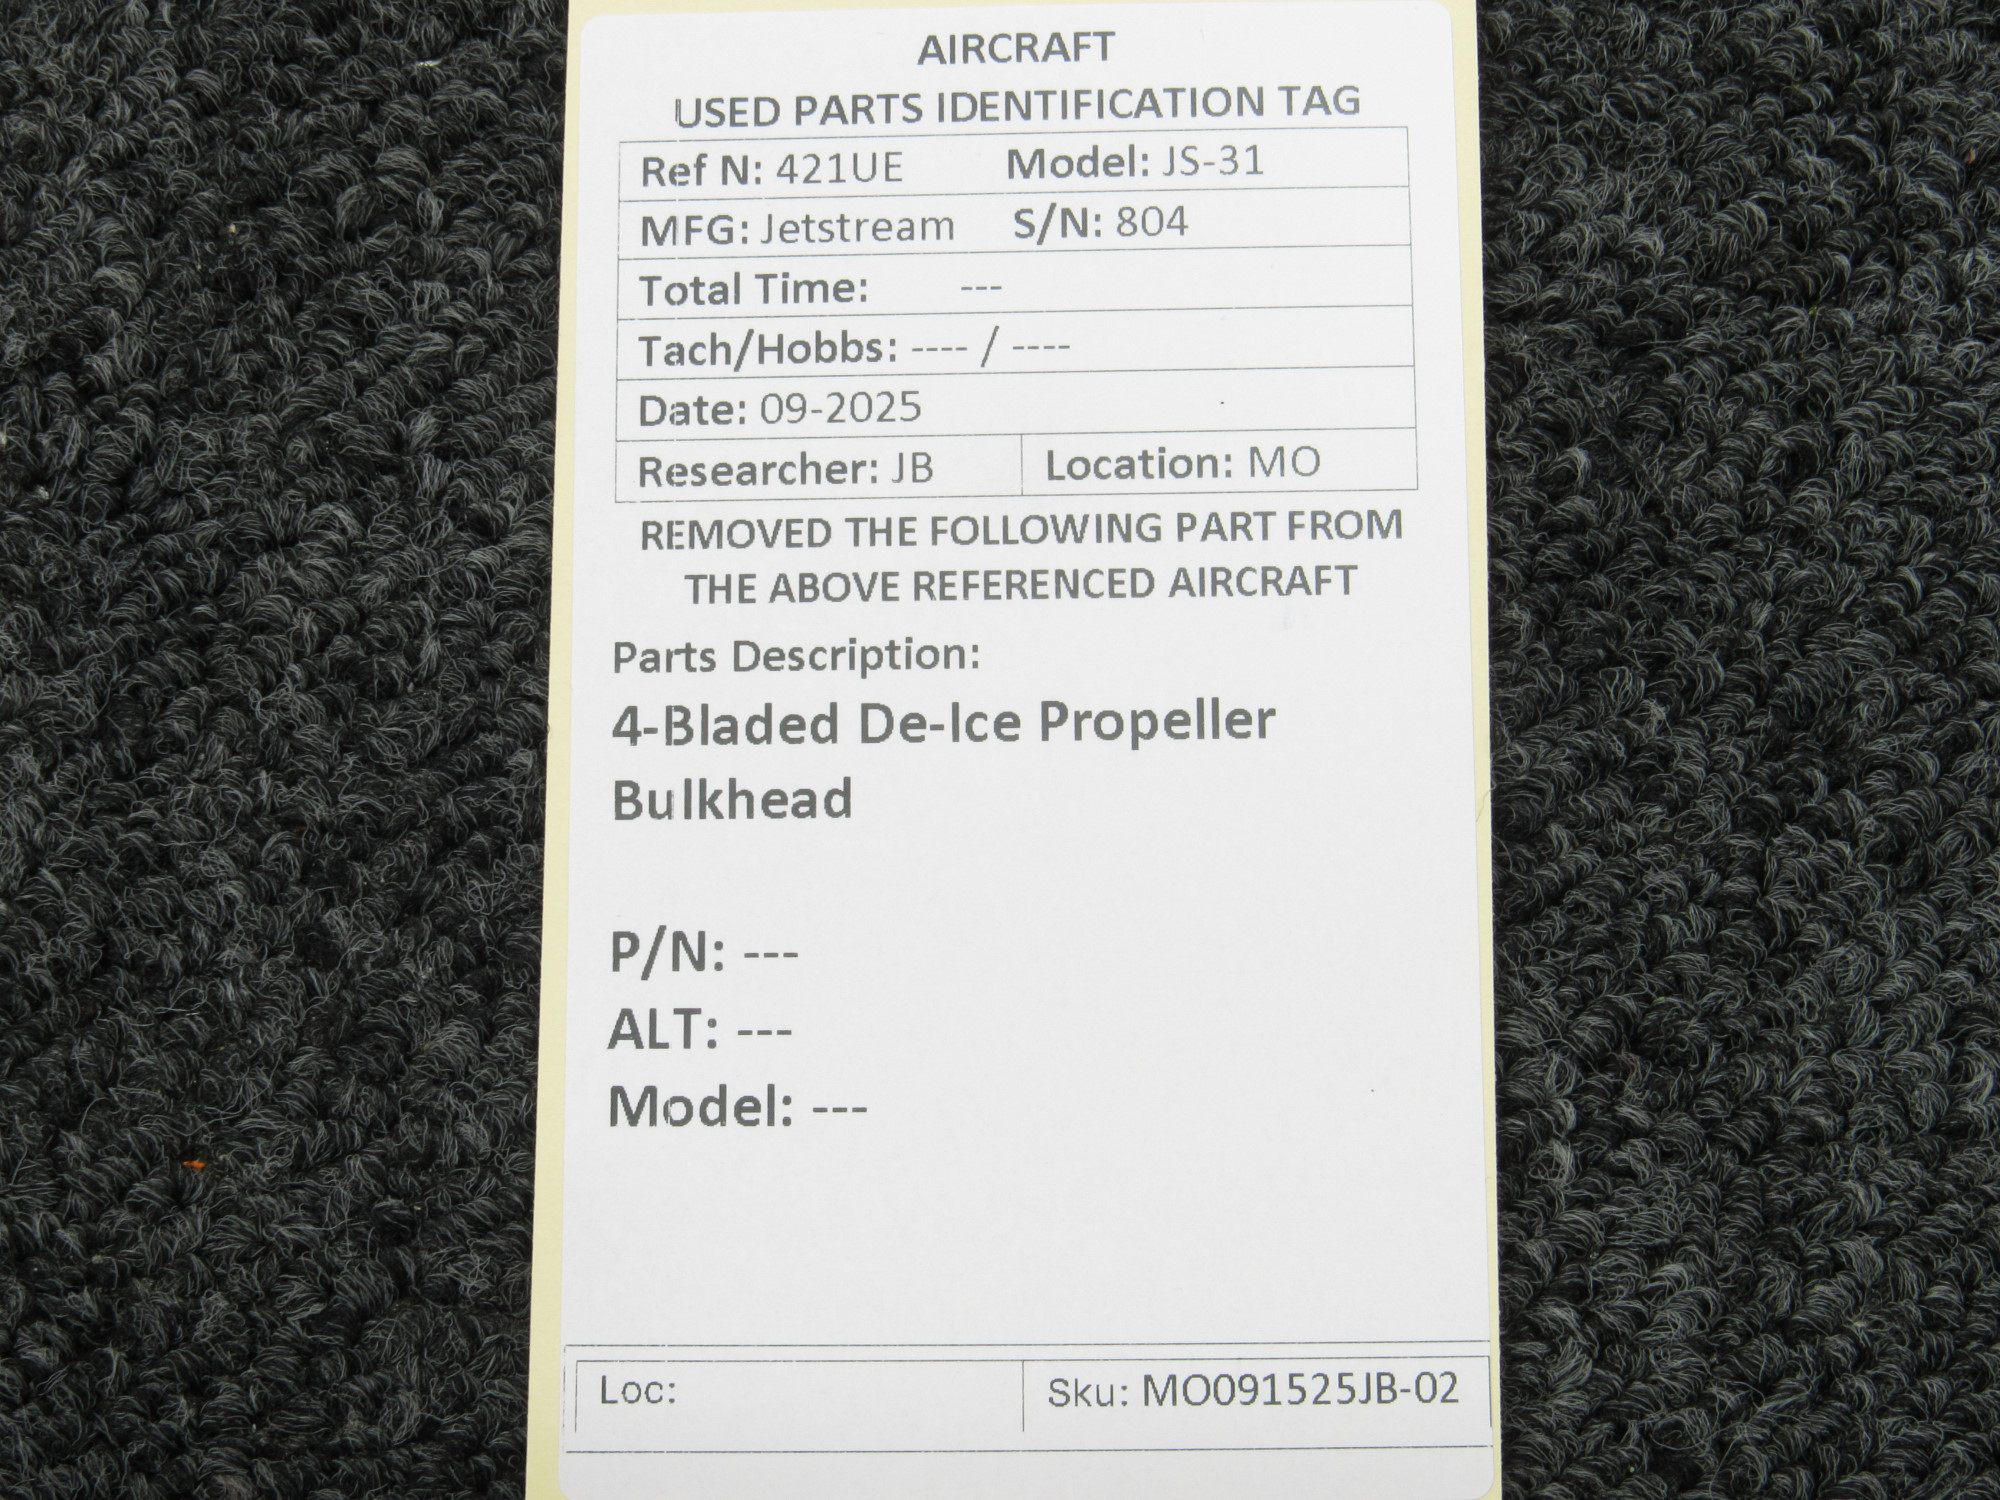 AIRCRAFT
USED PARTS IDENTIFICATION TAG
Ref N: 421UE Model: JS-31
MFG: Jetstream S/N: 804
Total Time: ---
Tach/Hobbs: ---- / ----
Date: 09-2025
Researcher: JB Location: MO
REMOVED THE FOLLOWING PART FROM
THE ABOVE REFERENCED AIRCRAFT
Parts Description:
4-Bladed De-Ice Propeller
Bulkhead
P/N: ---
ALT: ---
Model: ---
Loc: Sku: MO091525JB-02